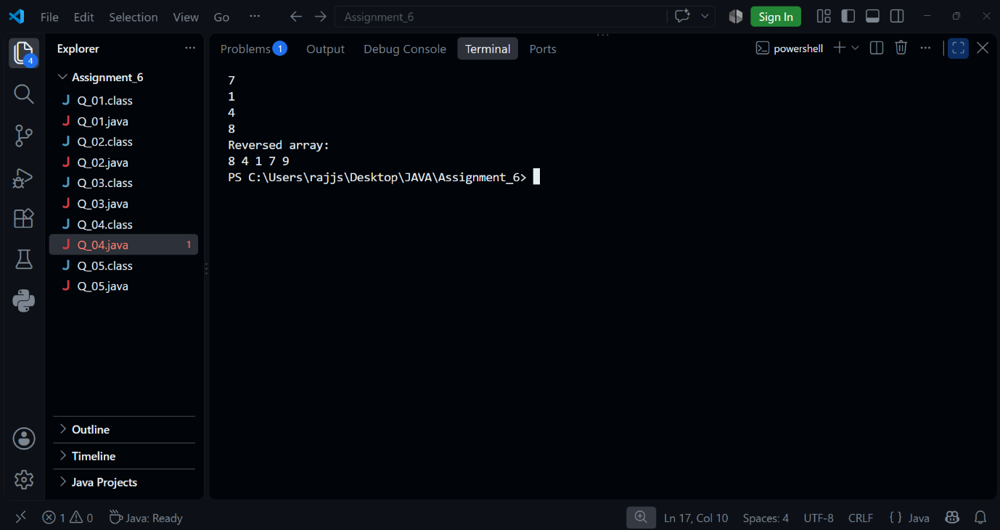 File Edit Selection View Go ··· Assignment_6 Sign In
Explorer ···
Assignment_6
Q_01.class
Q_01.java
Q_02.class
Q_02.java
Q_03.class
Q_03.java
Q_04.class
Q_04.java 1
Q_05.class
Q_05.java
Outline
Timeline
Java Projects
4
Problems 1 Output Debug Console Terminal Ports powershell
7
1
4
8
Reversed array:
8 4 1 7 9
PS C:\Users\rajjs\Desktop\JAVA\Assignment_6>
1 0 Java: Ready Ln 17, Col 10 Spaces: 4 UTF-8 CRLF {} Java